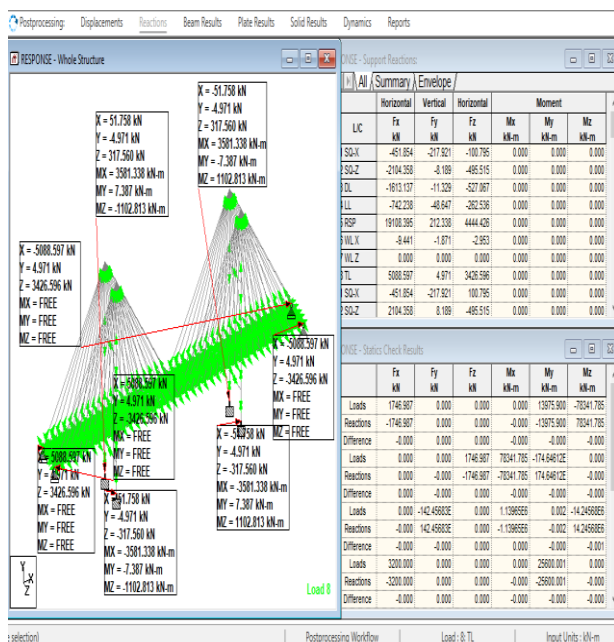 Postprocessing: Displacements Reactions Beam Results Plate Results Solid Results Dynamics Reports
RESPONSE - Whole Structure
X = 51.758 kN
Y = -4.971 kN
Z = 317.560 kN
MX = 3581.338 kN-m
MY = 7.387 kN-m
MZ = -1102.813 kN-m
X = -51.758 kN
Y = -4.971 kN
Z = 317.560 kN
MX = 3581.338 kN-m
MY = -7.387 kN-m
MZ = 1102.813 kN-m
X = -5088.597 kN
Y = 4.971 kN
Z = 3426.596 kN
MX = FREE
MY = FREE
MZ = FREE
X = -5088.597 kN
Y = 4.971 kN
Z = -3426.596 kN
MX = FREE
MY = FREE
MZ = FREE
X = 5088.597 kN
Y = 4.971 kN
Z = -3426.596 kN
MX = FREE
MY = FREE
MZ = FREE
X = 5088.597 kN
Y = 4.971 kN
Z = 3426.596 kN
MX = FREE
MY = FREE
MZ = FREE
Y = -4.971 kN
Z = -317.560 kN
MX = -3581.338 kN-m
MY = 7.387 kN-m
MZ = 1102.813 kN-m
X = 51.758 kN
Y = -4.971 kN
Z = -317.560 kN
MX = -3581.338 kN-m
MY = -7.387 kN-m
MZ = -1102.813 kN-m
Y
X
Z
Load 8
ONSE - Support Reactions:
All Summary Envelope
Horizontal Vertical Horizontal Moment
L/C Fx kN Fy kN Fz kN Mx kN-m My kN-m Mz kN-m
1 SQ-X -451.854 -217.921 -100.795 0.000 0.000 0.000
2 SQ-Z -2104.358 -8.189 -495.515 0.000 0.000 0.000
3 DL -1613.137 -11.329 -527.067 0.000 0.000 0.000
4 LL -742.238 -48.647 -262.536 0.000 0.000 0.000
5 RSP 19108.395 212.338 4444.426 0.000 0.000 0.000
6 WL X -9.441 -1.871 -2.953 0.000 0.000 0.000
7 WL Z 0.000 0.000 0.000 0.000 0.000 0.000
8 TL 5088.597 4.971 3426.596 0.000 0.000 0.000
1 SQ-X -451.854 -217.921 100.795 0.000 0.000 0.000
2 SQ-Z 2104.358 8.189 -495.515 0.000 0.000 0.000
ONSE - Statics Check Results
Fx kN Fy kN Fz kN Mx kN-m My kN-m Mz kN-m
Loads 1746.987 0.000 0.000 0.000 13975.900 -78341.785
Reactions -1746.987 -0.000 0.000 -0.000 -13975.900 78341.785
Difference -0.000 -0.000 0.000 -0.000 -0.000 0.000
Loads 0.000 0.000 1746.987 78341.785 -174.64612E
Reactions -0.000 -0.000 -1746.987 -78341.785 174.64612E
Difference -0.000 0.000 -0.000 -0.000 0.000 -0.000
Loads 0.000 -142.45683E 0.000 1.13965E6 0.002 -14.24568E6
Reactions -0.000 142.45683E 0.000 -1.13965E6 -0.002 14.24568E6
Difference -0.000 -0.000 0.000 0.000 -0.000 -0.000
Loads 3200.000 0.000 0.000 0.000 25600.001 0.000
Reactions -3200.000 0.000 -0.000 -0.000 -25600.001 0.000
Difference -0.000 0.000 -0.000 -0.000 -0.000 0.000
e selection) Postprocessing Workflow Load : 8: TL Input Units : kN-m